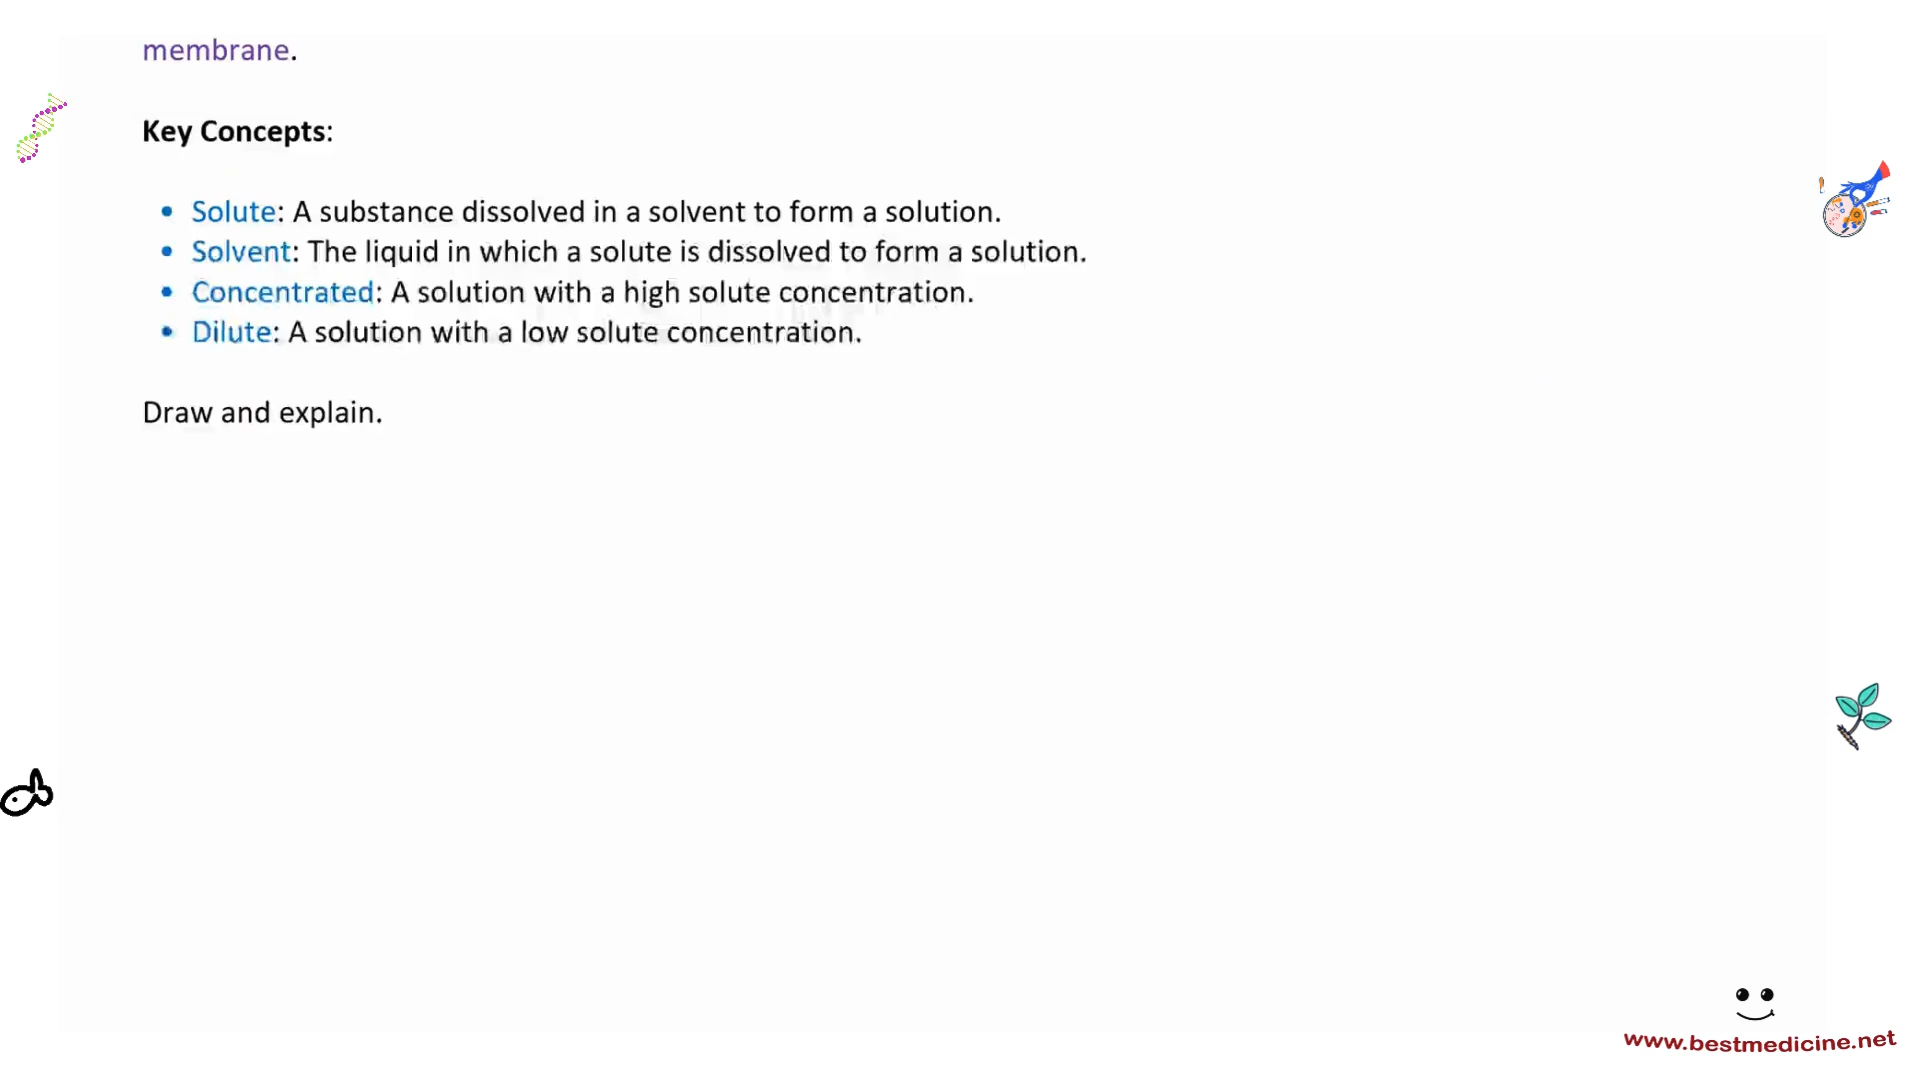 membrane.
Key Concepts:
• Solute: A substance dissolved in a solvent to form a solution.
• Solvent: The liquid in which a solute is dissolved to form a solution.
• Concentrated: A solution with a high solute concentration.
• Dilute: A solution with a low solute concentration.
Draw and explain.
www.bestmedicine.net